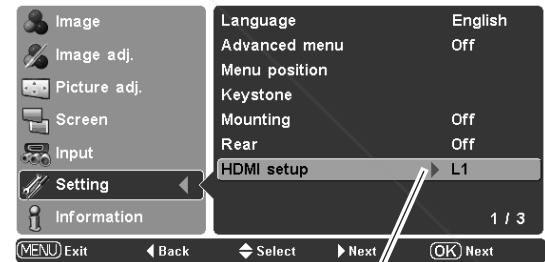 Image
Image adj.
Picture adj.
Screen
Input
Setting
Information
Language English
Advanced menu Off
Menu position
Keystone
Mounting Off
Rear Off
HDMI setup L1
1 / 3
MENU Exit Back Select Next OK Next